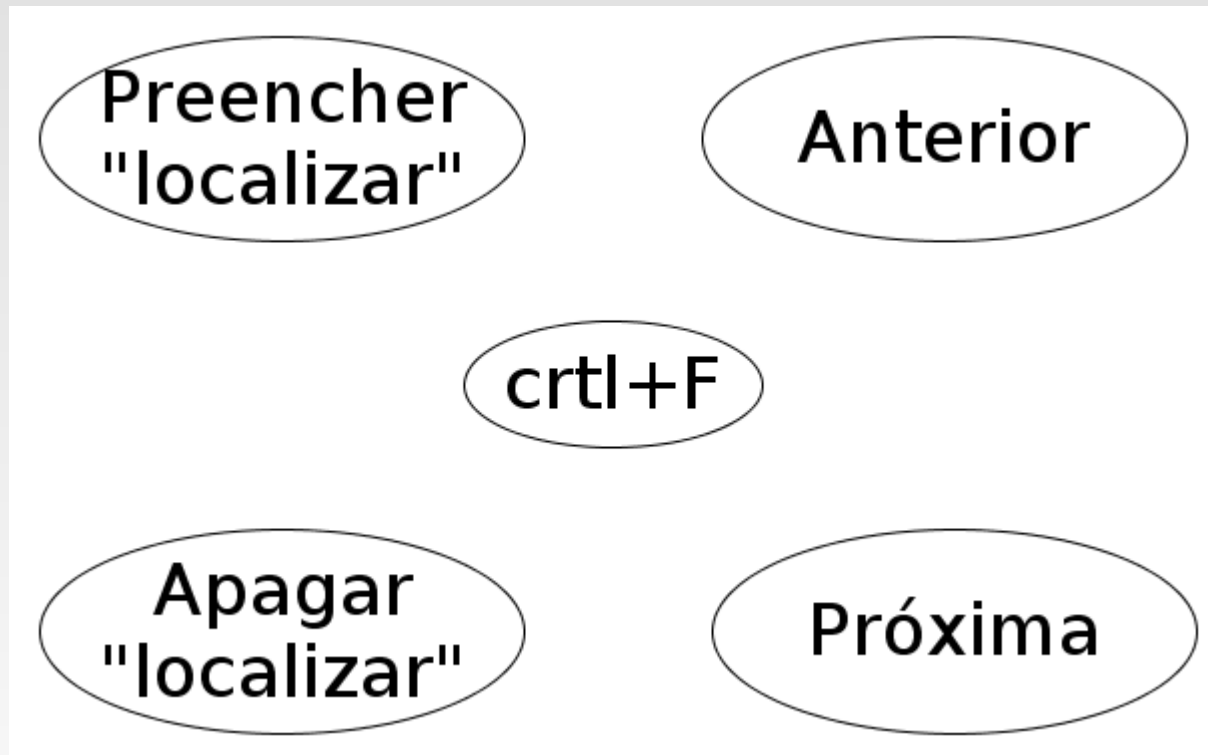 Preencher
"localizar"
Anterior
crtl+F
Apagar
"localizar"
Próxima